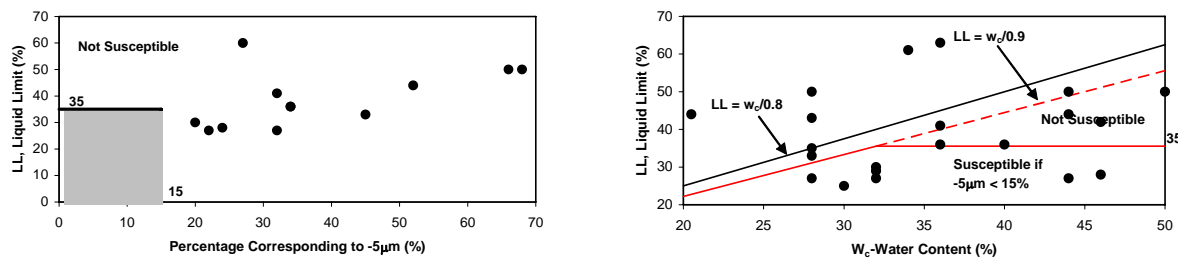 LL, Liquid Limit (%)
70
60
50
40
30
20
10
0
Not Susceptible
35
15
0 10 20 30 40 50 60 70
Percentage Corresponding to -5μm (%)
LL, Liquid Limit (%)
70
60
50
40
30
20
LL = wc/0.9
LL = wc/0.8
Not Susceptible
35
Susceptible if
-5μm < 15%
20 25 30 35 40 45 50
Wc-Water Content (%)